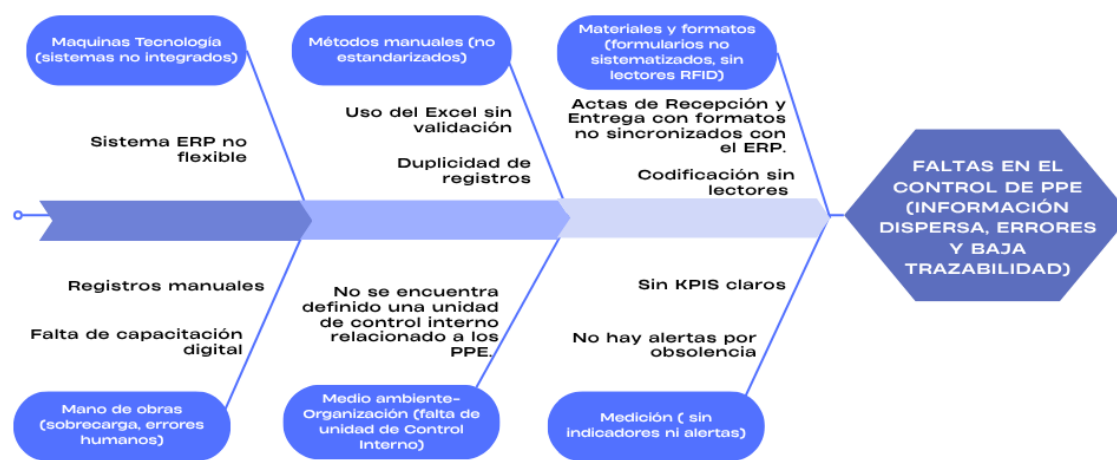 Maquinas Tecnología
(sistemas no integrados)
Métodos manuales (no
estandarizados)
Materiales y formatos
(formularios no
sistematizados, sin
lectores RFID)
Sistema ERP no
flexible
Uso del Excel sin
validación
Duplicidad de
registros
Actas de Recepción y
Entrega con formatos
no sincronizados con
el ERP.
Codificación sin
lectores
FALTAS EN EL
CONTROL DE PPE
(INFORMACIÓN
DISPERSA, ERRORES
Y BAJA
TRAZABILIDAD)
Registros manuales
Falta de capacitación
digital
No se encuentra
definido una unidad
de control interno
relacionado a los
PPE.
Sin KPIS claros
No hay alertas por
obsolencia
Mano de obras
(sobrecarga, errores
humanos)
Medio ambiente-
Organización (falta de
unidad de Control
Interno)
Medición ( sin
indicadores ni alertas)